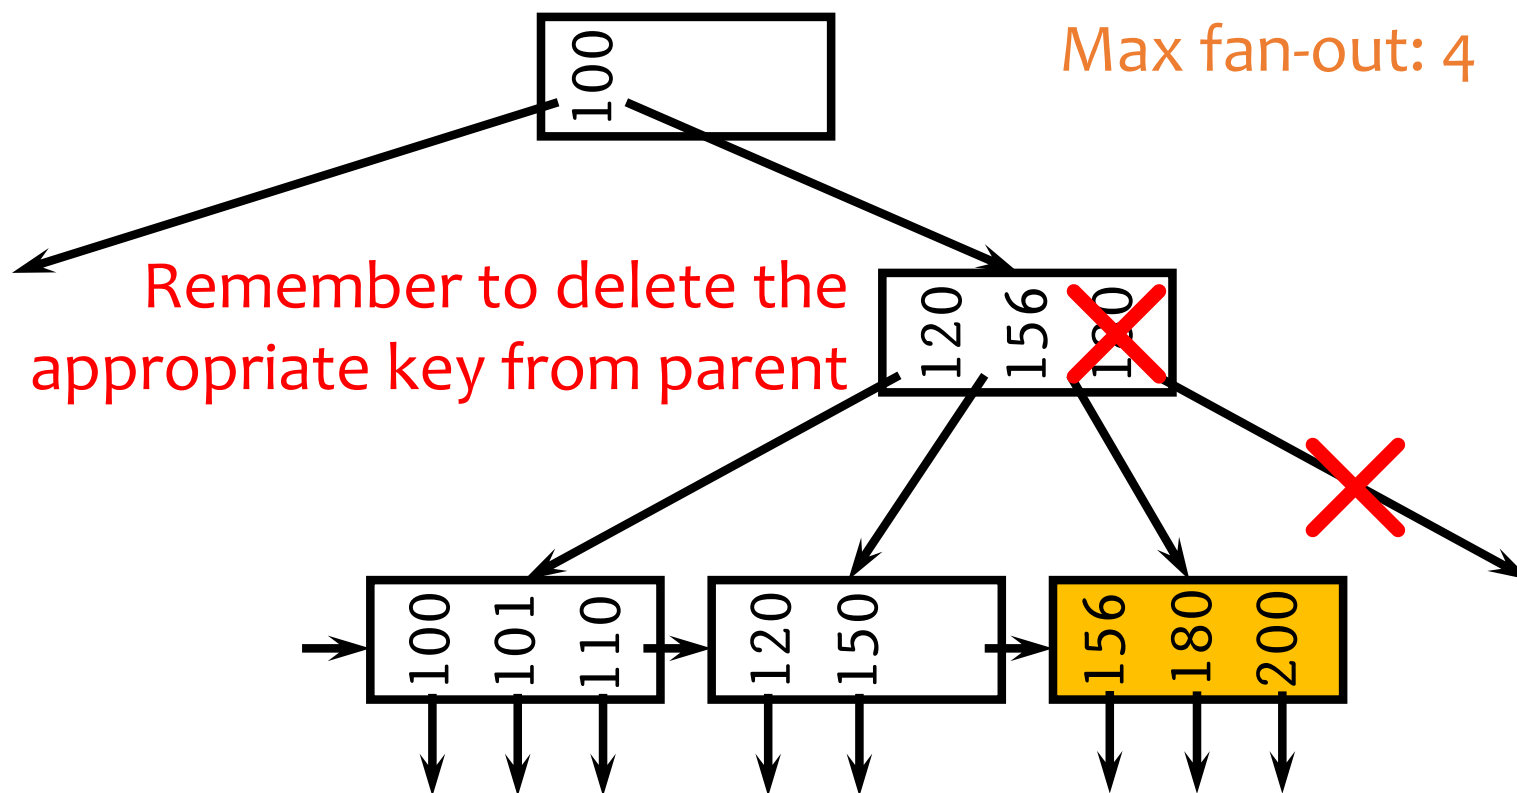 100
Max fan-out: 4
Remember to delete the
appropriate key from parent
120 156 180
100 101 110
120 150
156 180 200